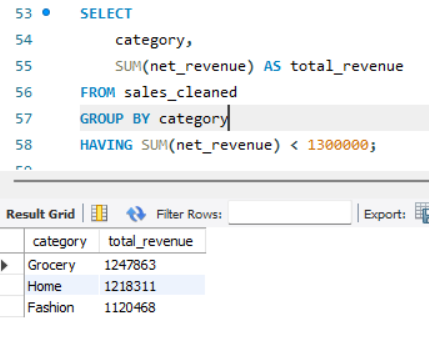 53 SELECT
54 category,
55 SUM(net_revenue) AS total_revenue
56 FROM sales_cleaned
57 GROUP BY category
58 HAVING SUM(net_revenue) < 1300000;
Result Grid Filter Rows: Export:
category total_revenue
Grocery 1247863
Home 1218311
Fashion 1120468